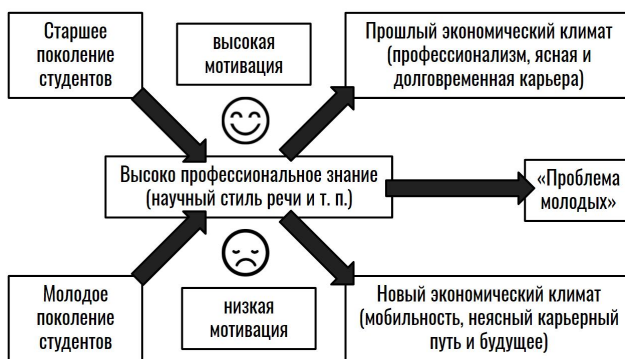 Старшее
поколение
студентов
высокая
мотивация
Прошлый экономический климат
(профессионализм, ясная и
долговременная карьера)
Высоко профессиональное знание
(научный стиль речи и т. п.)
«Проблема
молодых»
Молодое
поколение
студентов
низкая
мотивация
Новый экономический климат
(мобильность, неясный карьерный
путь и будущее)